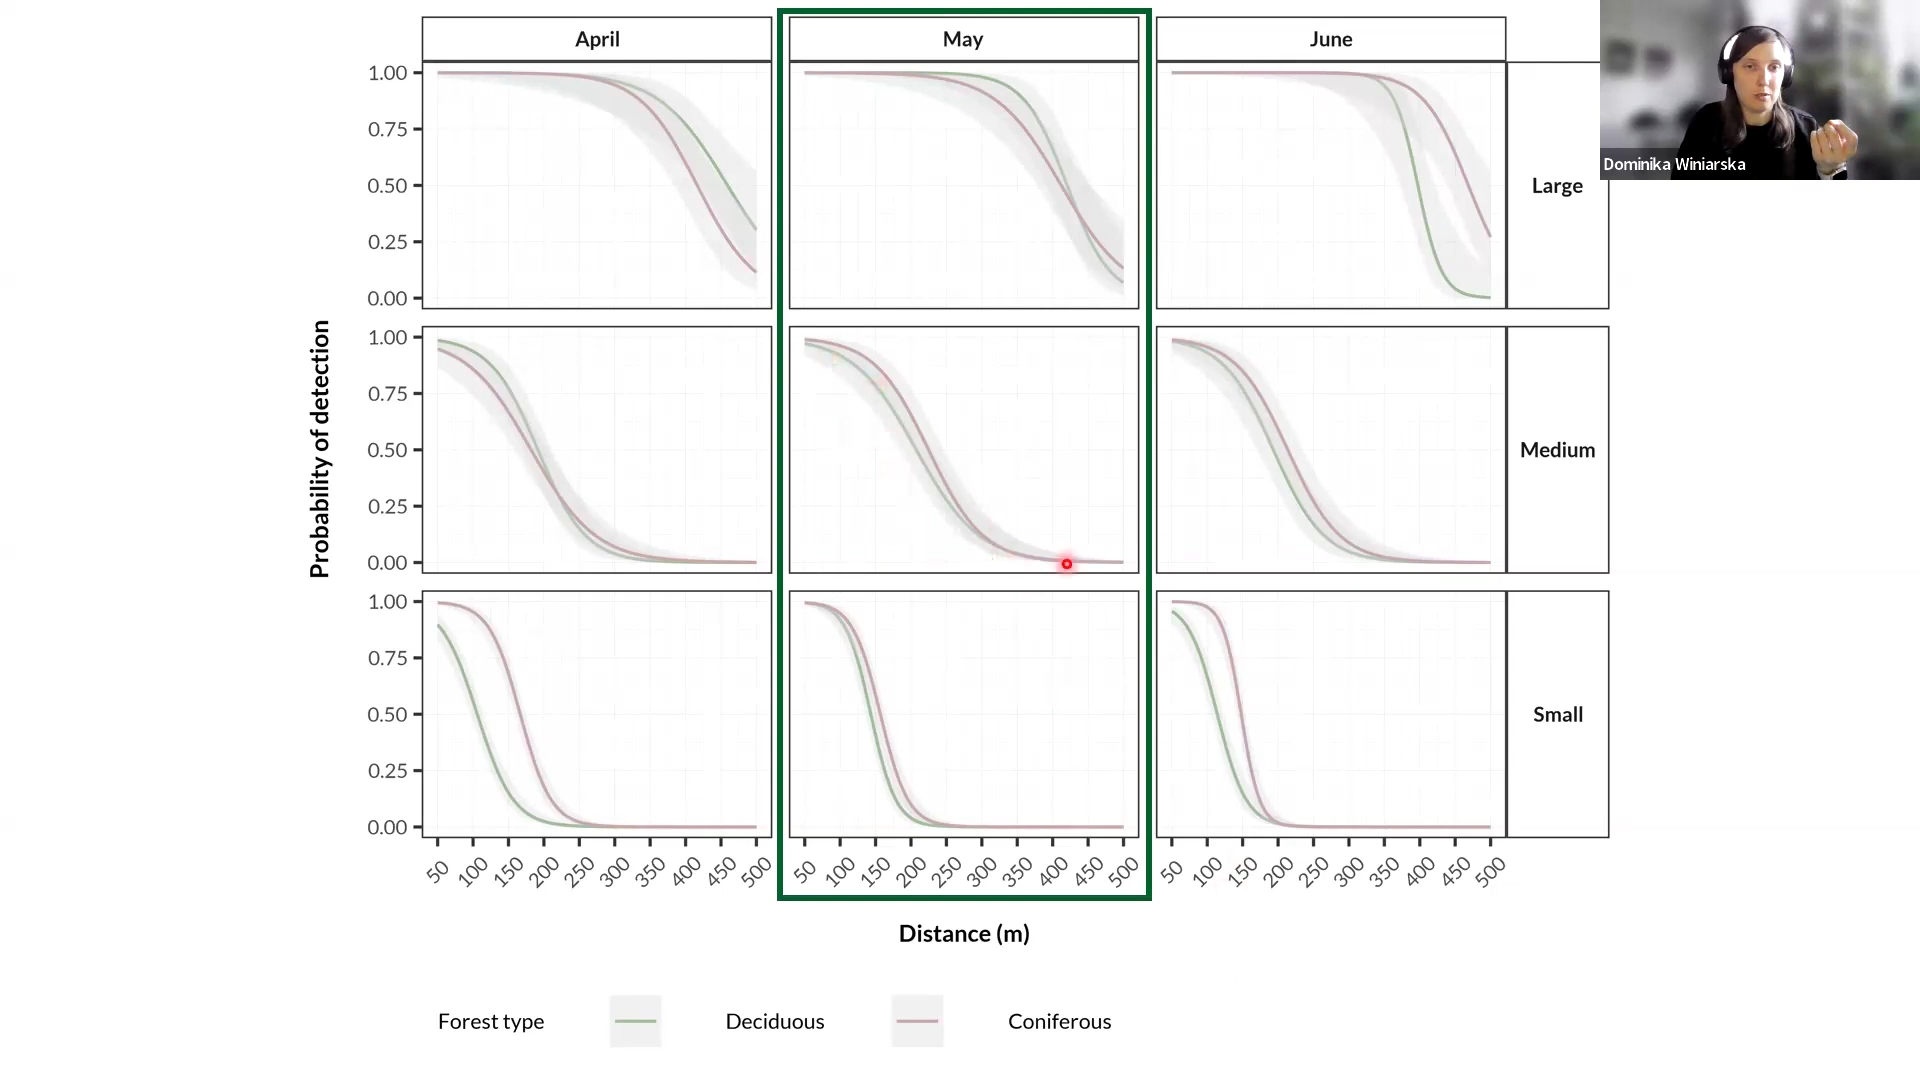 April
May
June
1.00
0.75
0.50
0.25
0.00
Large
Dominika Winiarska
1.00
0.75
0.50
0.25
0.00
Medium
Probability of detection
1.00
0.75
0.50
0.25
0.00
Small
50 100 150 200 250 300 350 400 450 500
50 100 150 200 250 300 350 400 450 500
50 100 150 200 250 300 350 400 450 500
Distance (m)
Forest type Deciduous Coniferous